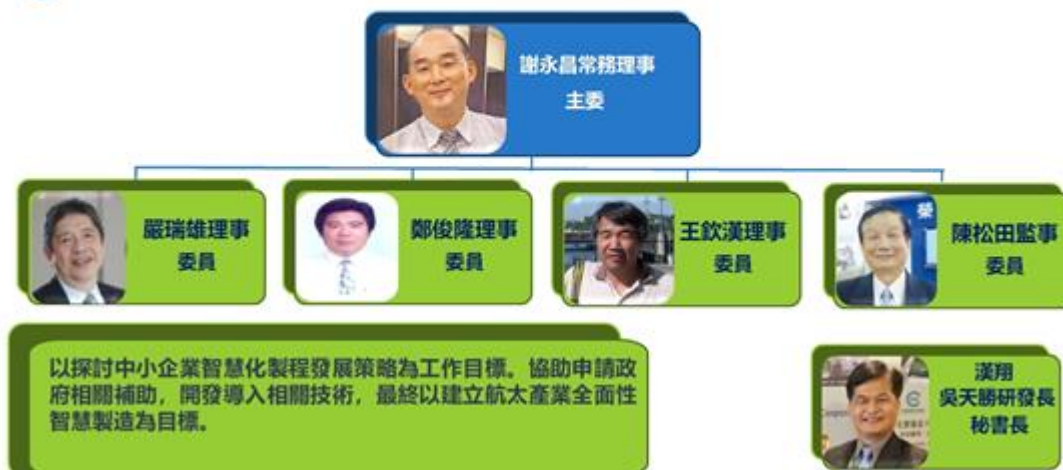 謝永昌常務理事
主委
嚴瑞雄理事
委員
鄭俊隆理事
委員
王欽漢理事
委員
陳松田監事
委員
以探討中小企業智慧化製程發展策略為工作目標。協助申請政
府相關補助，開發導入相關技術，最終以建立航太產業全面性
智慧製造為目標。
漢翔
吳天勝研發長
秘書長